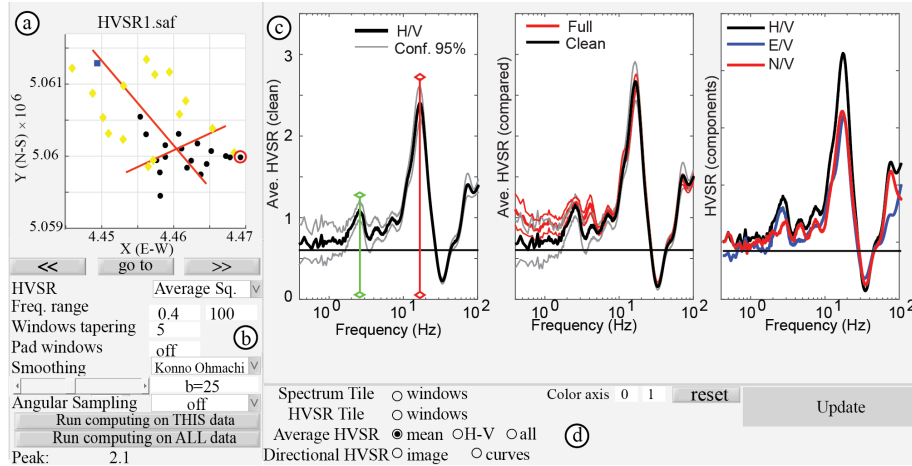 a
HVSR1.saf
Y (N-S) × 10^6
5.061
5.06
5.059
4.45
4.46
4.47
X (E-W)
<< go to >>
HVSR Average Sq.
Freq. range 0.4 100
Windows tapering 5
b
Pad windows off
Smoothing Konno Ohmachi
b=25
Angular Sampling off
Run computing on THIS data
Run computing on ALL data
Peak: 2.1
c
Ave. HVSR (clean)
3
2
1
0
H/V
Conf. 95%
10^0 10^1 10^2
Frequency (Hz)
Ave. HVSR (compared)
Full
Clean
10^0 10^1 10^2
Frequency (Hz)
HVSR (components)
H/V
E/V
N/V
10^0 10^1 10^2
Frequency (Hz)
Spectrum Tile windows Color axis 0 1 reset
HVSR Tile windows
Average HVSR mean H-V all
Directional HVSR image curves
d
Update